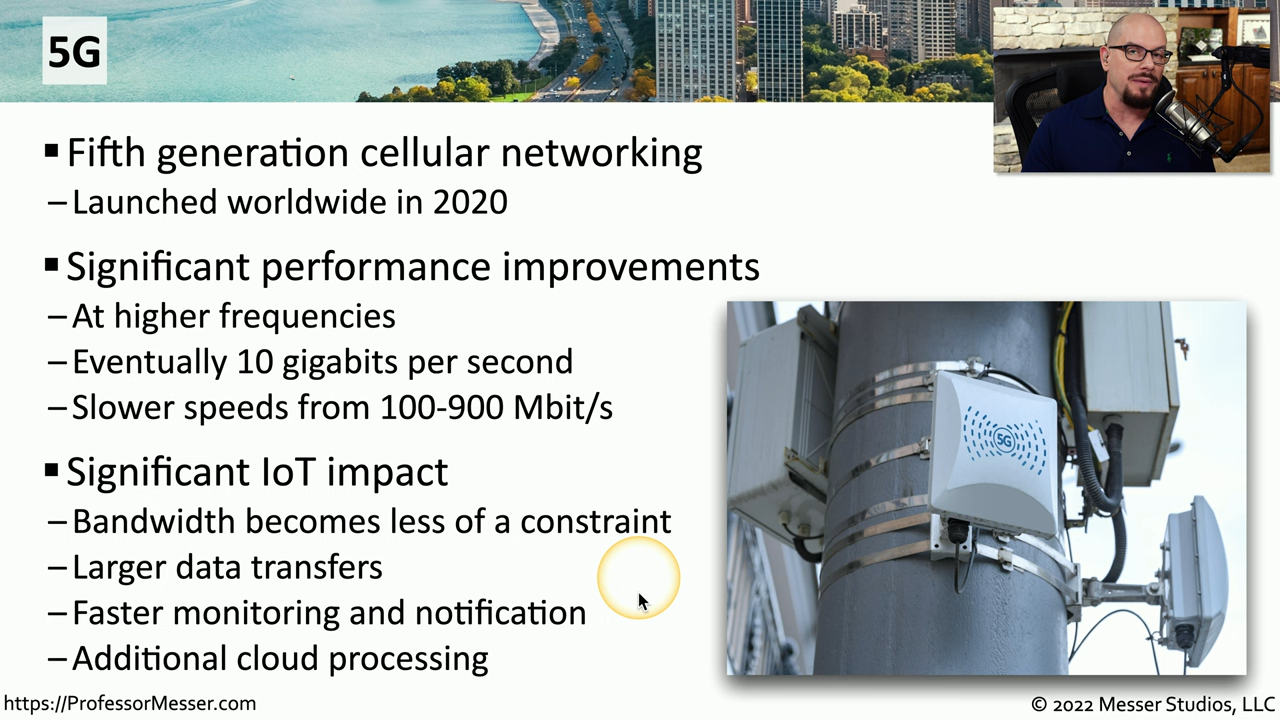 5G
▪ Fifth generation cellular networking
– Launched worldwide in 2020
▪ Significant performance improvements
– At higher frequencies
– Eventually 10 gigabits per second
– Slower speeds from 100-900 Mbit/s
▪ Significant IoT impact
– Bandwidth becomes less of a constraint
– Larger data transfers
– Faster monitoring and notification
– Additional cloud processing
5G
https://ProfessorMesser.com
© 2022 Messer Studios, LLC